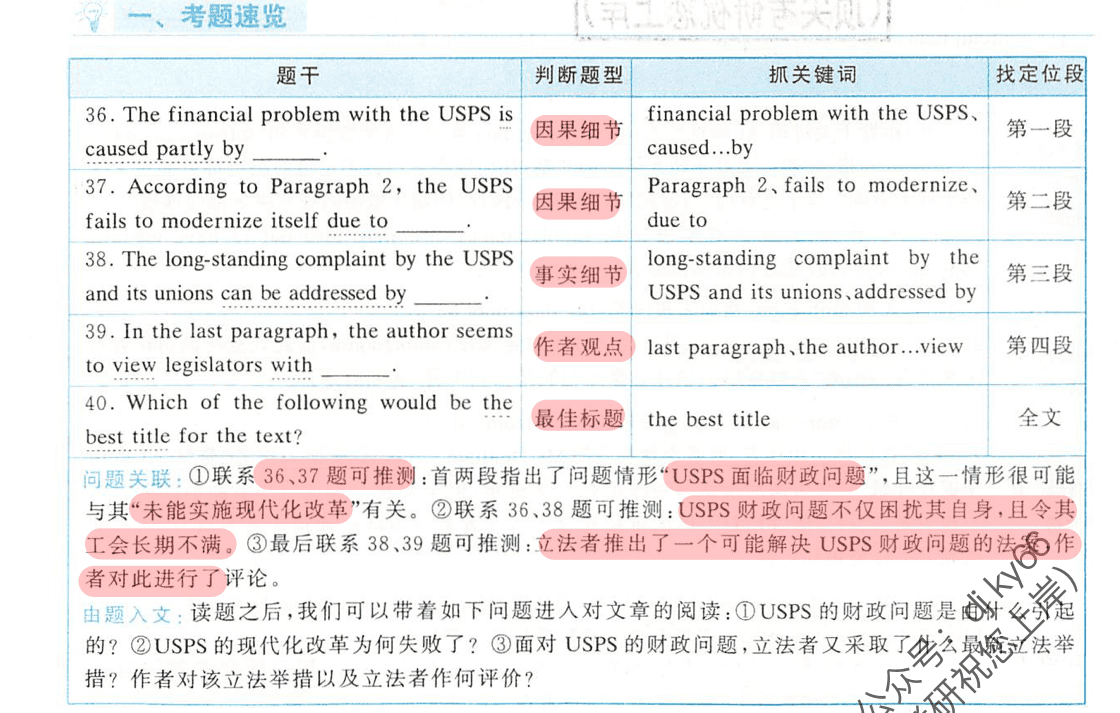 一、考题速览
题干 判断题型 抓关键词 找定位段
36. The financial problem with the USPS is
caused partly by ______.
因果细节
financial problem with the USPS、
caused…by
第一段
37. According to Paragraph 2, the USPS
fails to modernize itself due to ______.
因果细节
Paragraph 2、fails to modernize、
due to
第二段
38. The long-standing complaint by the USPS
and its unions can be addressed by ______.
事实细节
long-standing complaint by the
USPS and its unions、addressed by
第三段
39. In the last paragraph, the author seems
to view legislators with ______.
作者观点
last paragraph、the author…view
第四段
40. Which of the following would be the
best title for the text?
最佳标题
the best title
全文
问题关联:①联系 36、37 题可推测:首两段指出了问题情形“USPS 面临财政问题”,且这一情形很可能
与其“未能实施现代化改革”有关。②联系 36、38 题可推测:USPS 财政问题不仅困扰其自身,且令其
工会长期不满。③最后联系 38、39 题可推测:立法者推出了一个可能解决 USPS 财政问题的法案,作
者对此进行了评论。
由题入文:读题之后,我们可以带着如下问题进入对文章的阅读:①USPS 的财政问题是由什么引起
的? ②USPS 的现代化改革为何失败了? ③面对 USPS 的财政问题,立法者又采取了什么最新立法举
措? 作者对该立法举措以及立法者作何评价?
公众号:djky66
研祝您上岸)